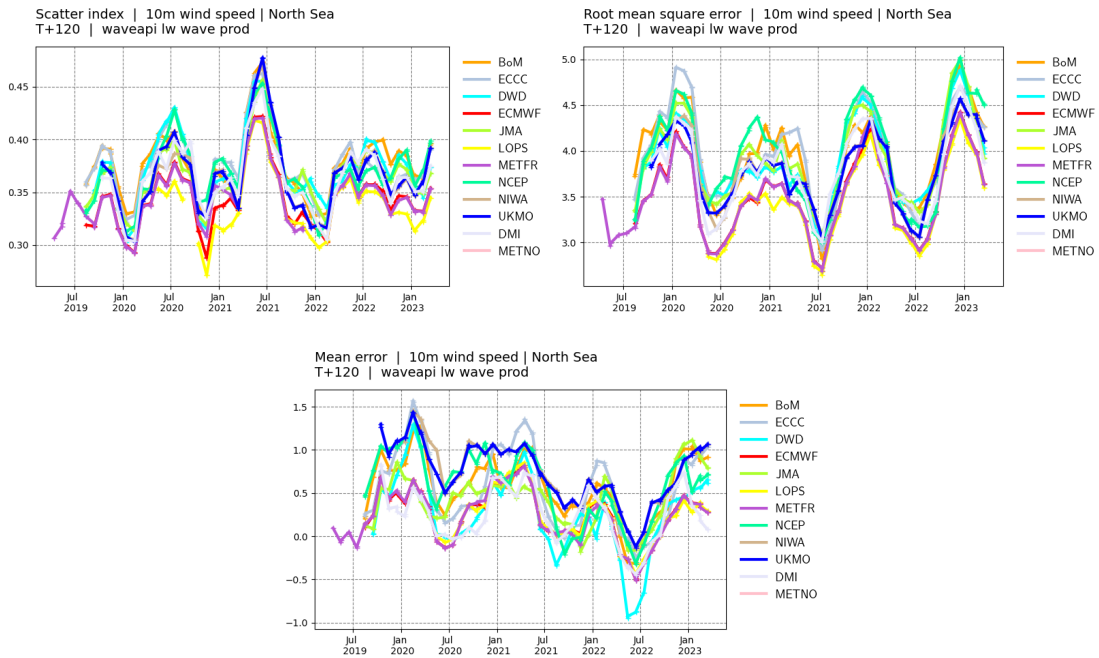 Scatter index | 10m wind speed | North Sea
T+120 | waveapi lw wave prod
0.45
0.40
0.35
0.30
Jul 2019
Jan 2020
Jul 2020
Jan 2021
Jul 2021
Jan 2022
Jul 2022
Jan 2023
BoM
ECCC
DWD
ECMWF
JMA
LOPS
METFR
NCEP
NIWA
UKMO
DMI
METNO
Root mean square error | 10m wind speed | North Sea
T+120 | waveapi lw wave prod
5.0
4.5
4.0
3.5
3.0
Jul 2019
Jan 2020
Jul 2020
Jan 2021
Jul 2021
Jan 2022
Jul 2022
Jan 2023
BoM
ECCC
DWD
ECMWF
JMA
LOPS
METFR
NCEP
NIWA
UKMO
DMI
METNO
Mean error | 10m wind speed | North Sea
T+120 | waveapi lw wave prod
1.5
1.0
0.5
0.0
−0.5
−1.0
Jul 2019
Jan 2020
Jul 2020
Jan 2021
Jul 2021
Jan 2022
Jul 2022
Jan 2023
BoM
ECCC
DWD
ECMWF
JMA
LOPS
METFR
NCEP
NIWA
UKMO
DMI
METNO